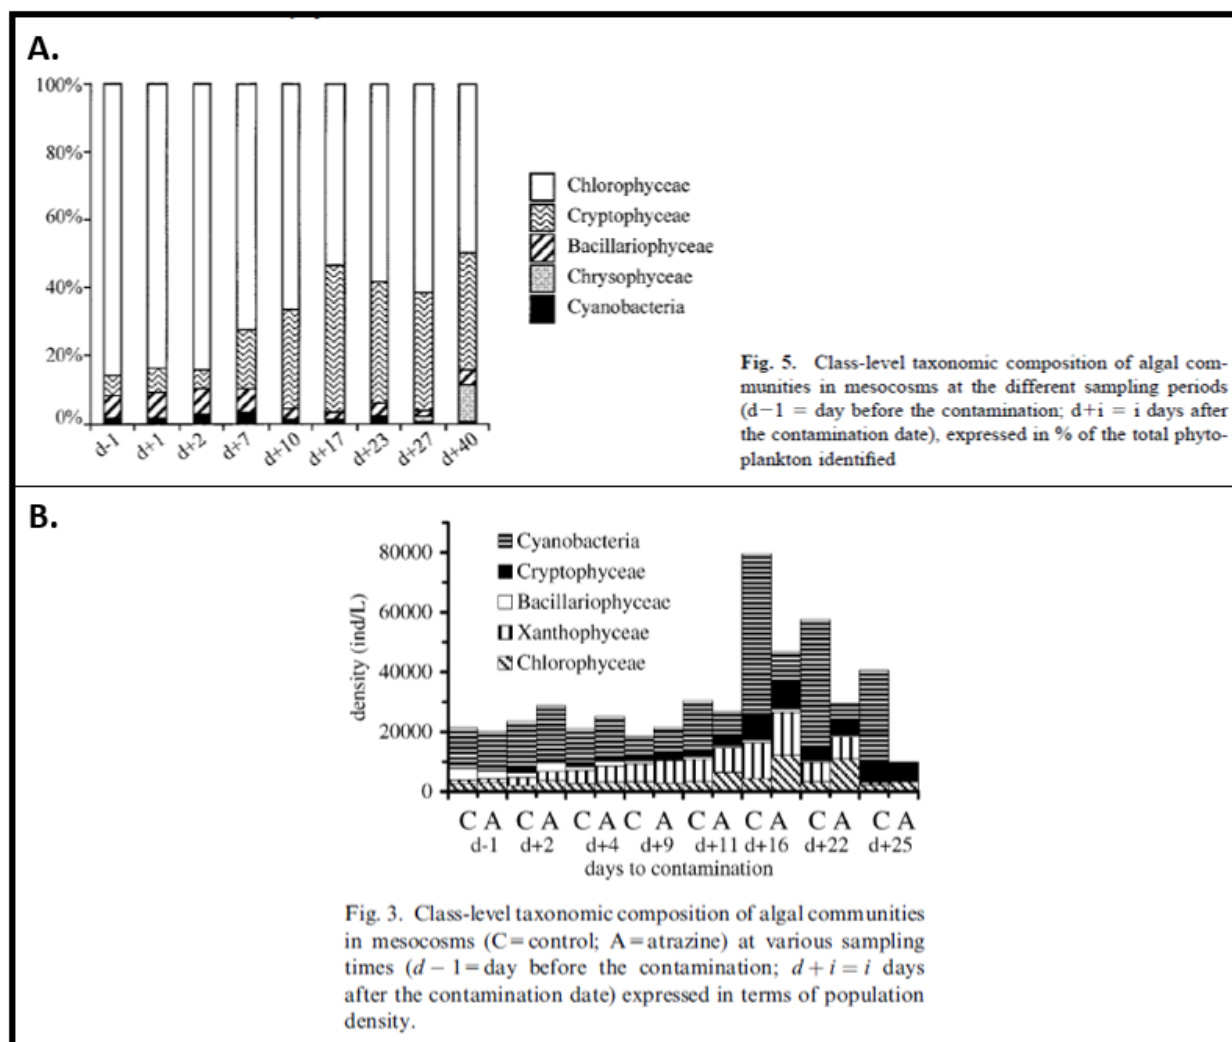 A.
100%
80%
60%
40%
20%
0%
d-1
d+1
d+2
d+7
d+10
d+17
d+23
d+27
d+40
Chlorophyceae
Cryptophyceae
Bacillariophyceae
Chrysophyceae
Cyanobacteria
Fig. 5. Class-level taxonomic composition of algal com-
munities in mesocosms at the different sampling periods
(d−1 = day before the contamination; d+i = i days after
the contamination date), expressed in % of the total phyto-
plankton identified
B.
density (ind/L)
80000
60000
40000
20000
0
Cyanobacteria
Cryptophyceae
Bacillariophyceae
Xanthophyceae
Chlorophyceae
C A C A C A C A C A C A C A C A
d-1 d+2 d+4 d+9 d+11 d+16 d+22 d+25
days to contamination
Fig. 3. Class-level taxonomic composition of algal communities
in mesocosms (C=control; A=atrazine) at various sampling
times (d − 1=day before the contamination; d + i = i days
after the contamination date) expressed in terms of population
density.